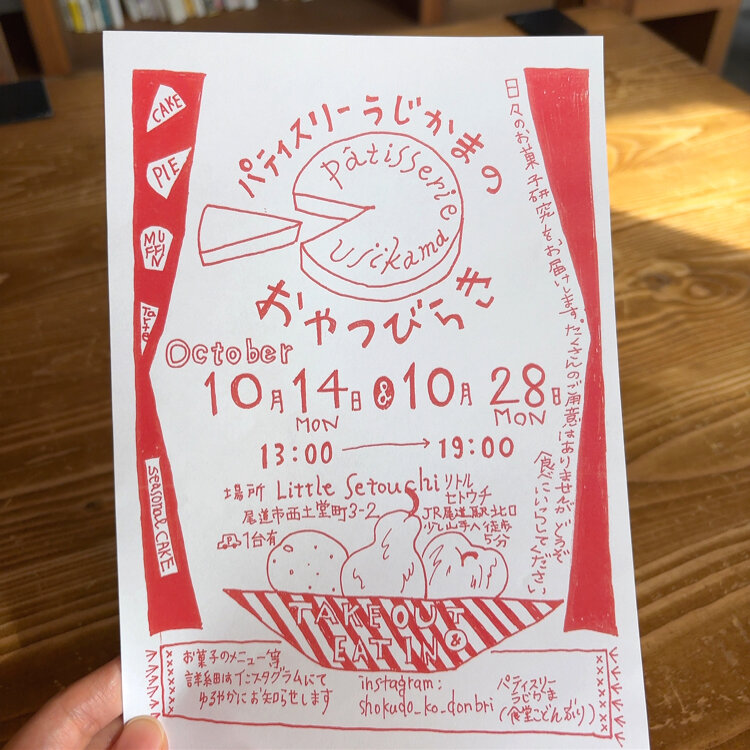 CAKE
PIE
MUFFIN
Tarte
SEASONAL CAKE
パティスリーうじかまの
Pâtisserie
Ujikama
おやつびらき
日々のお菓子研究を、お届けします。たくさんのご用意はありませんが、どうぞ
食べにいらしてください
October
10月14日&10月28日
MON MON
13:00 → 19:00
場所 Little Setouchi リトル
セトウチ
尾道市西土堂町3-2
JR尾道駅北口
少し山手へ徒歩
5分
1台有
TAKE OUT
&
EAT IN
お菓子のメニュー等
詳細はインスタグラムにて
ゆるやかにお知らせします
instagram:
shokudo_ko_donbri
パティスリー
うじかま
(食堂こどんぶり)